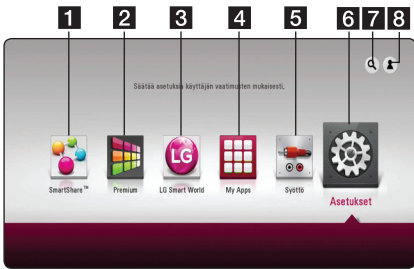 1 2 3 4 5 6 7 8
Säätää asetuksia käyttäjän vaatimusten mukaisesti.
LG
SmartShare™ Premium LG Smart World My Apps Syöttö
Asetukset